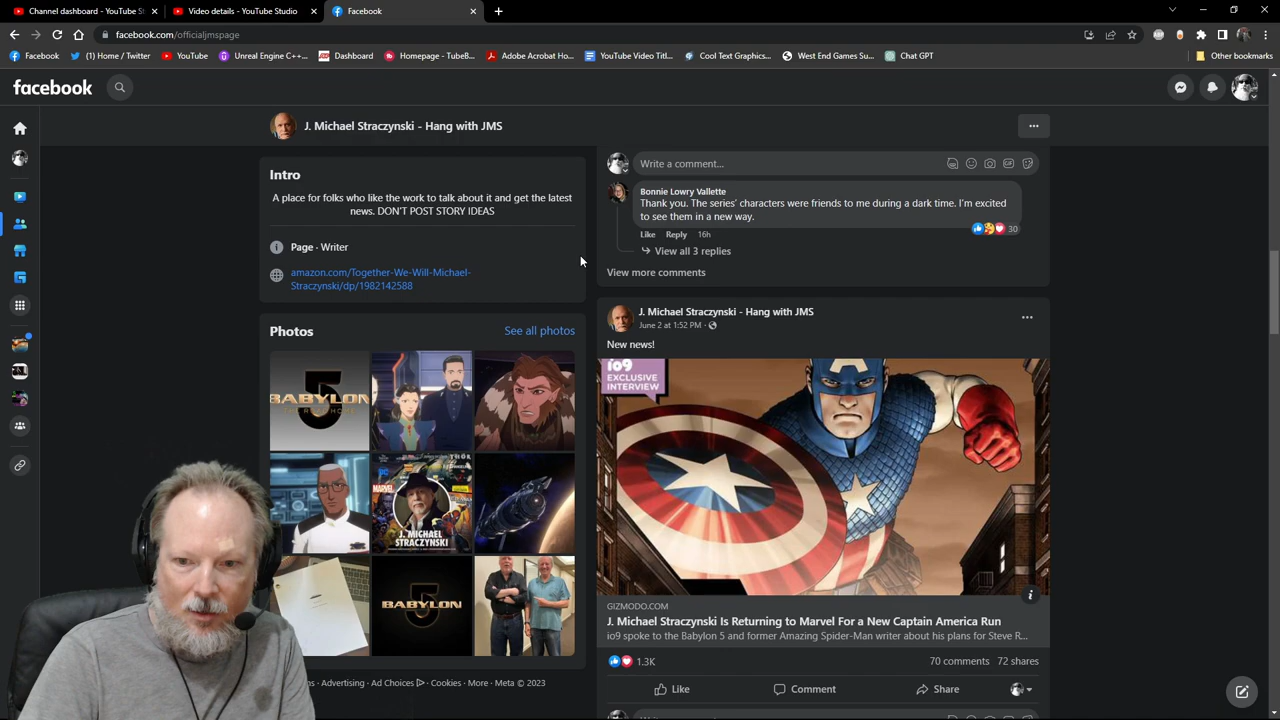 Channel dashboard - YouTube St
Video details - YouTube Studio
Facebook
facebook.com/officialjmspage
Facebook
(1) Home / Twitter
YouTube
Unreal Engine C++...
Dashboard
Homepage - TubeB...
Adobe Acrobat Ho...
YouTube Video Titl...
Cool Text Graphics...
West End Games Su...
Chat GPT
Other bookmarks
facebook
J. Michael Straczynski - Hang with JMS
Intro
A place for folks who like the work to talk about it and get the latest
news. DON'T POST STORY IDEAS
Page · Writer
amazon.com/Together-We-Will-Michael-
Straczynski/dp/1982142588
Photos
See all photos
BABYLON
5
THE ROAD HOME
MARVEL
THOR
J. MICHAEL
STRACZYNSKI
BABYLON
5
Advertising · Ad Choices · Cookies · More · Meta © 2023
Write a comment...
Bonnie Lowry Vallette
Thank you. The series' characters were friends to me during a dark time. I'm excited
to see them in a new way.
30
Like Reply 16h
View all 3 replies
View more comments
J. Michael Straczynski - Hang with JMS
June 2 at 1:52 PM ·
New news!
io9
EXCLUSIVE
INTERVIEW
GIZMODO.COM
J. Michael Straczynski Is Returning to Marvel For a New Captain America Run
io9 spoke to the Babylon 5 and former Amazing Spider-Man writer about his plans for Steve R...
1.3K
70 comments 72 shares
Like
Comment
Share